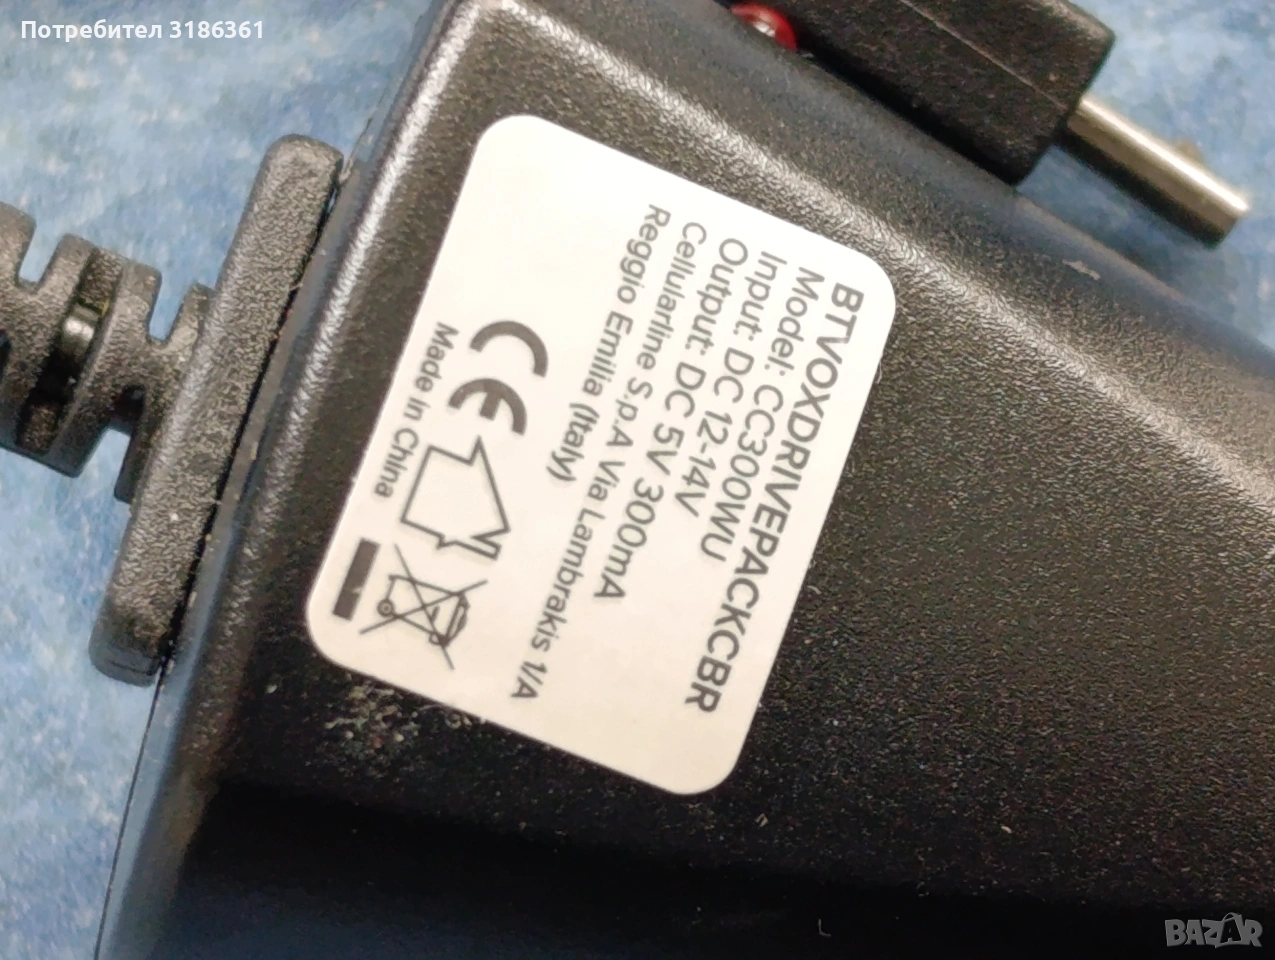 Потребител 3186361
BTVOXDRIVEPACKCBR
Model: CC300WU
Input: DC 12-14V
Output: DC 5V 300mA
Cellularline S.p.A Via Lambrakis 1/A
Reggio Emilia (Italy)
CE
Made in China
BAZAR